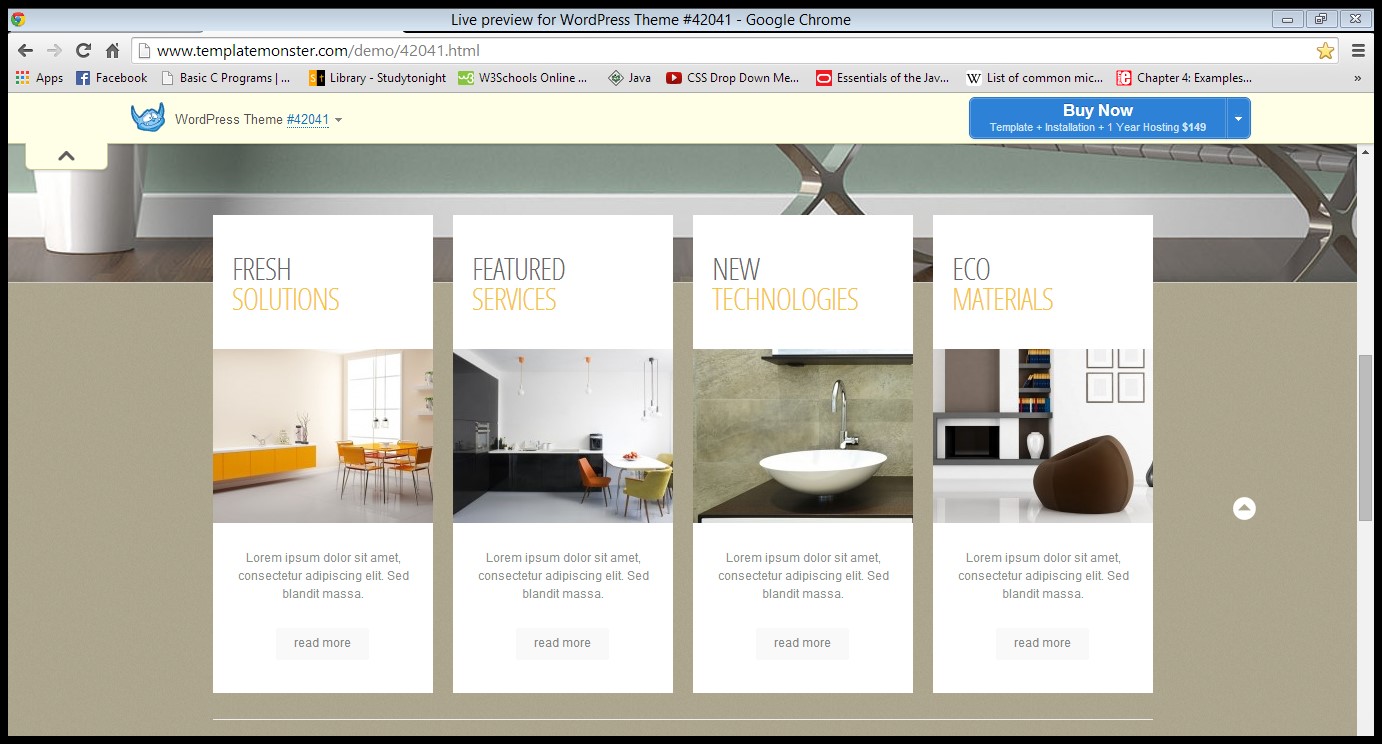 Live preview for WordPress Theme #42041 - Google Chrome
www.templatemonster.com/demo/42041.html
Apps Facebook Basic C Programs | ... Library - Studytonight W3Schools Online ... Java CSS Drop Down Me... Essentials of the Jav... List of common mic... Chapter 4: Examples... »
WordPress Theme #42041
Buy Now
Template + Installation + 1 Year Hosting $149
FRESH
SOLUTIONS
Lorem ipsum dolor sit amet,
consectetur adipiscing elit. Sed
blandit massa.
read more
FEATURED
SERVICES
Lorem ipsum dolor sit amet,
consectetur adipiscing elit. Sed
blandit massa.
read more
NEW
TECHNOLOGIES
Lorem ipsum dolor sit amet,
consectetur adipiscing elit. Sed
blandit massa.
read more
ECO
MATERIALS
Lorem ipsum dolor sit amet,
consectetur adipiscing elit. Sed
blandit massa.
read more